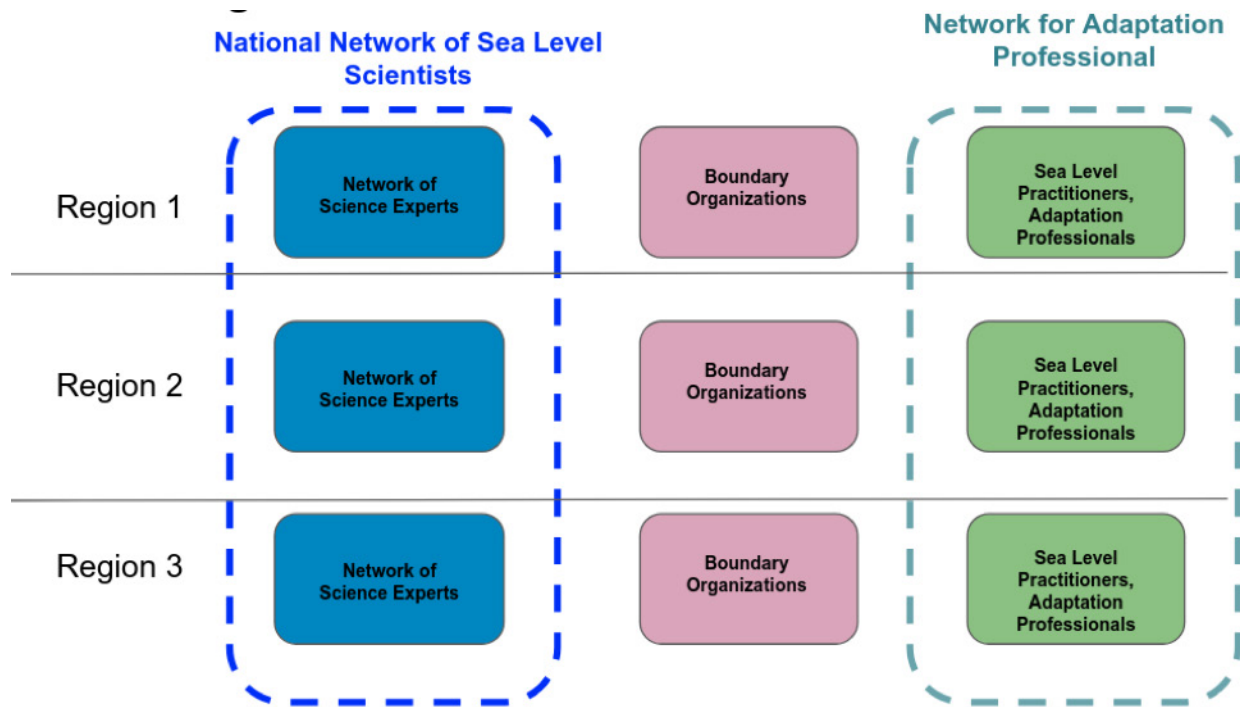 National Network of Sea Level
Scientists
Network for Adaptation
Professional
Region 1
Network of
Science Experts
Boundary
Organizations
Sea Level
Practitioners,
Adaptation
Professionals
Region 2
Network of
Science Experts
Boundary
Organizations
Sea Level
Practitioners,
Adaptation
Professionals
Region 3
Network of
Science Experts
Boundary
Organizations
Sea Level
Practitioners,
Adaptation
Professionals